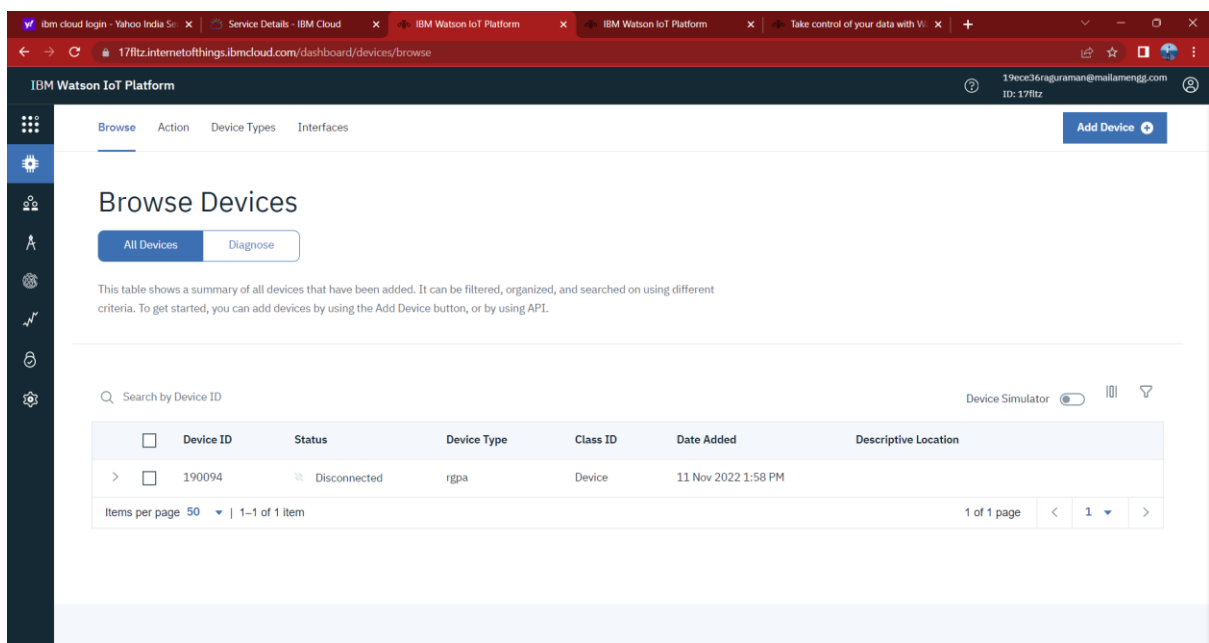 ibm cloud login - Yahoo India Se
Service Details - IBM Cloud
IBM Watson IoT Platform
IBM Watson IoT Platform
Take control of your data with W
17fltz.internetofthings.ibmcloud.com/dashboard/devices/browse
IBM Watson IoT Platform
19ece36raguraman@mailamengg.com
ID: 17fltz
Browse Action Device Types Interfaces
Add Device
Browse Devices
All Devices Diagnose
This table shows a summary of all devices that have been added. It can be filtered, organized, and searched on using different
criteria. To get started, you can add devices by using the Add Device button, or by using API.
Search by Device ID
Device Simulator
Device ID Status Device Type Class ID Date Added Descriptive Location
190094 Disconnected rgpa Device 11 Nov 2022 1:58 PM
Items per page 50 | 1–1 of 1 item
1 of 1 page 1